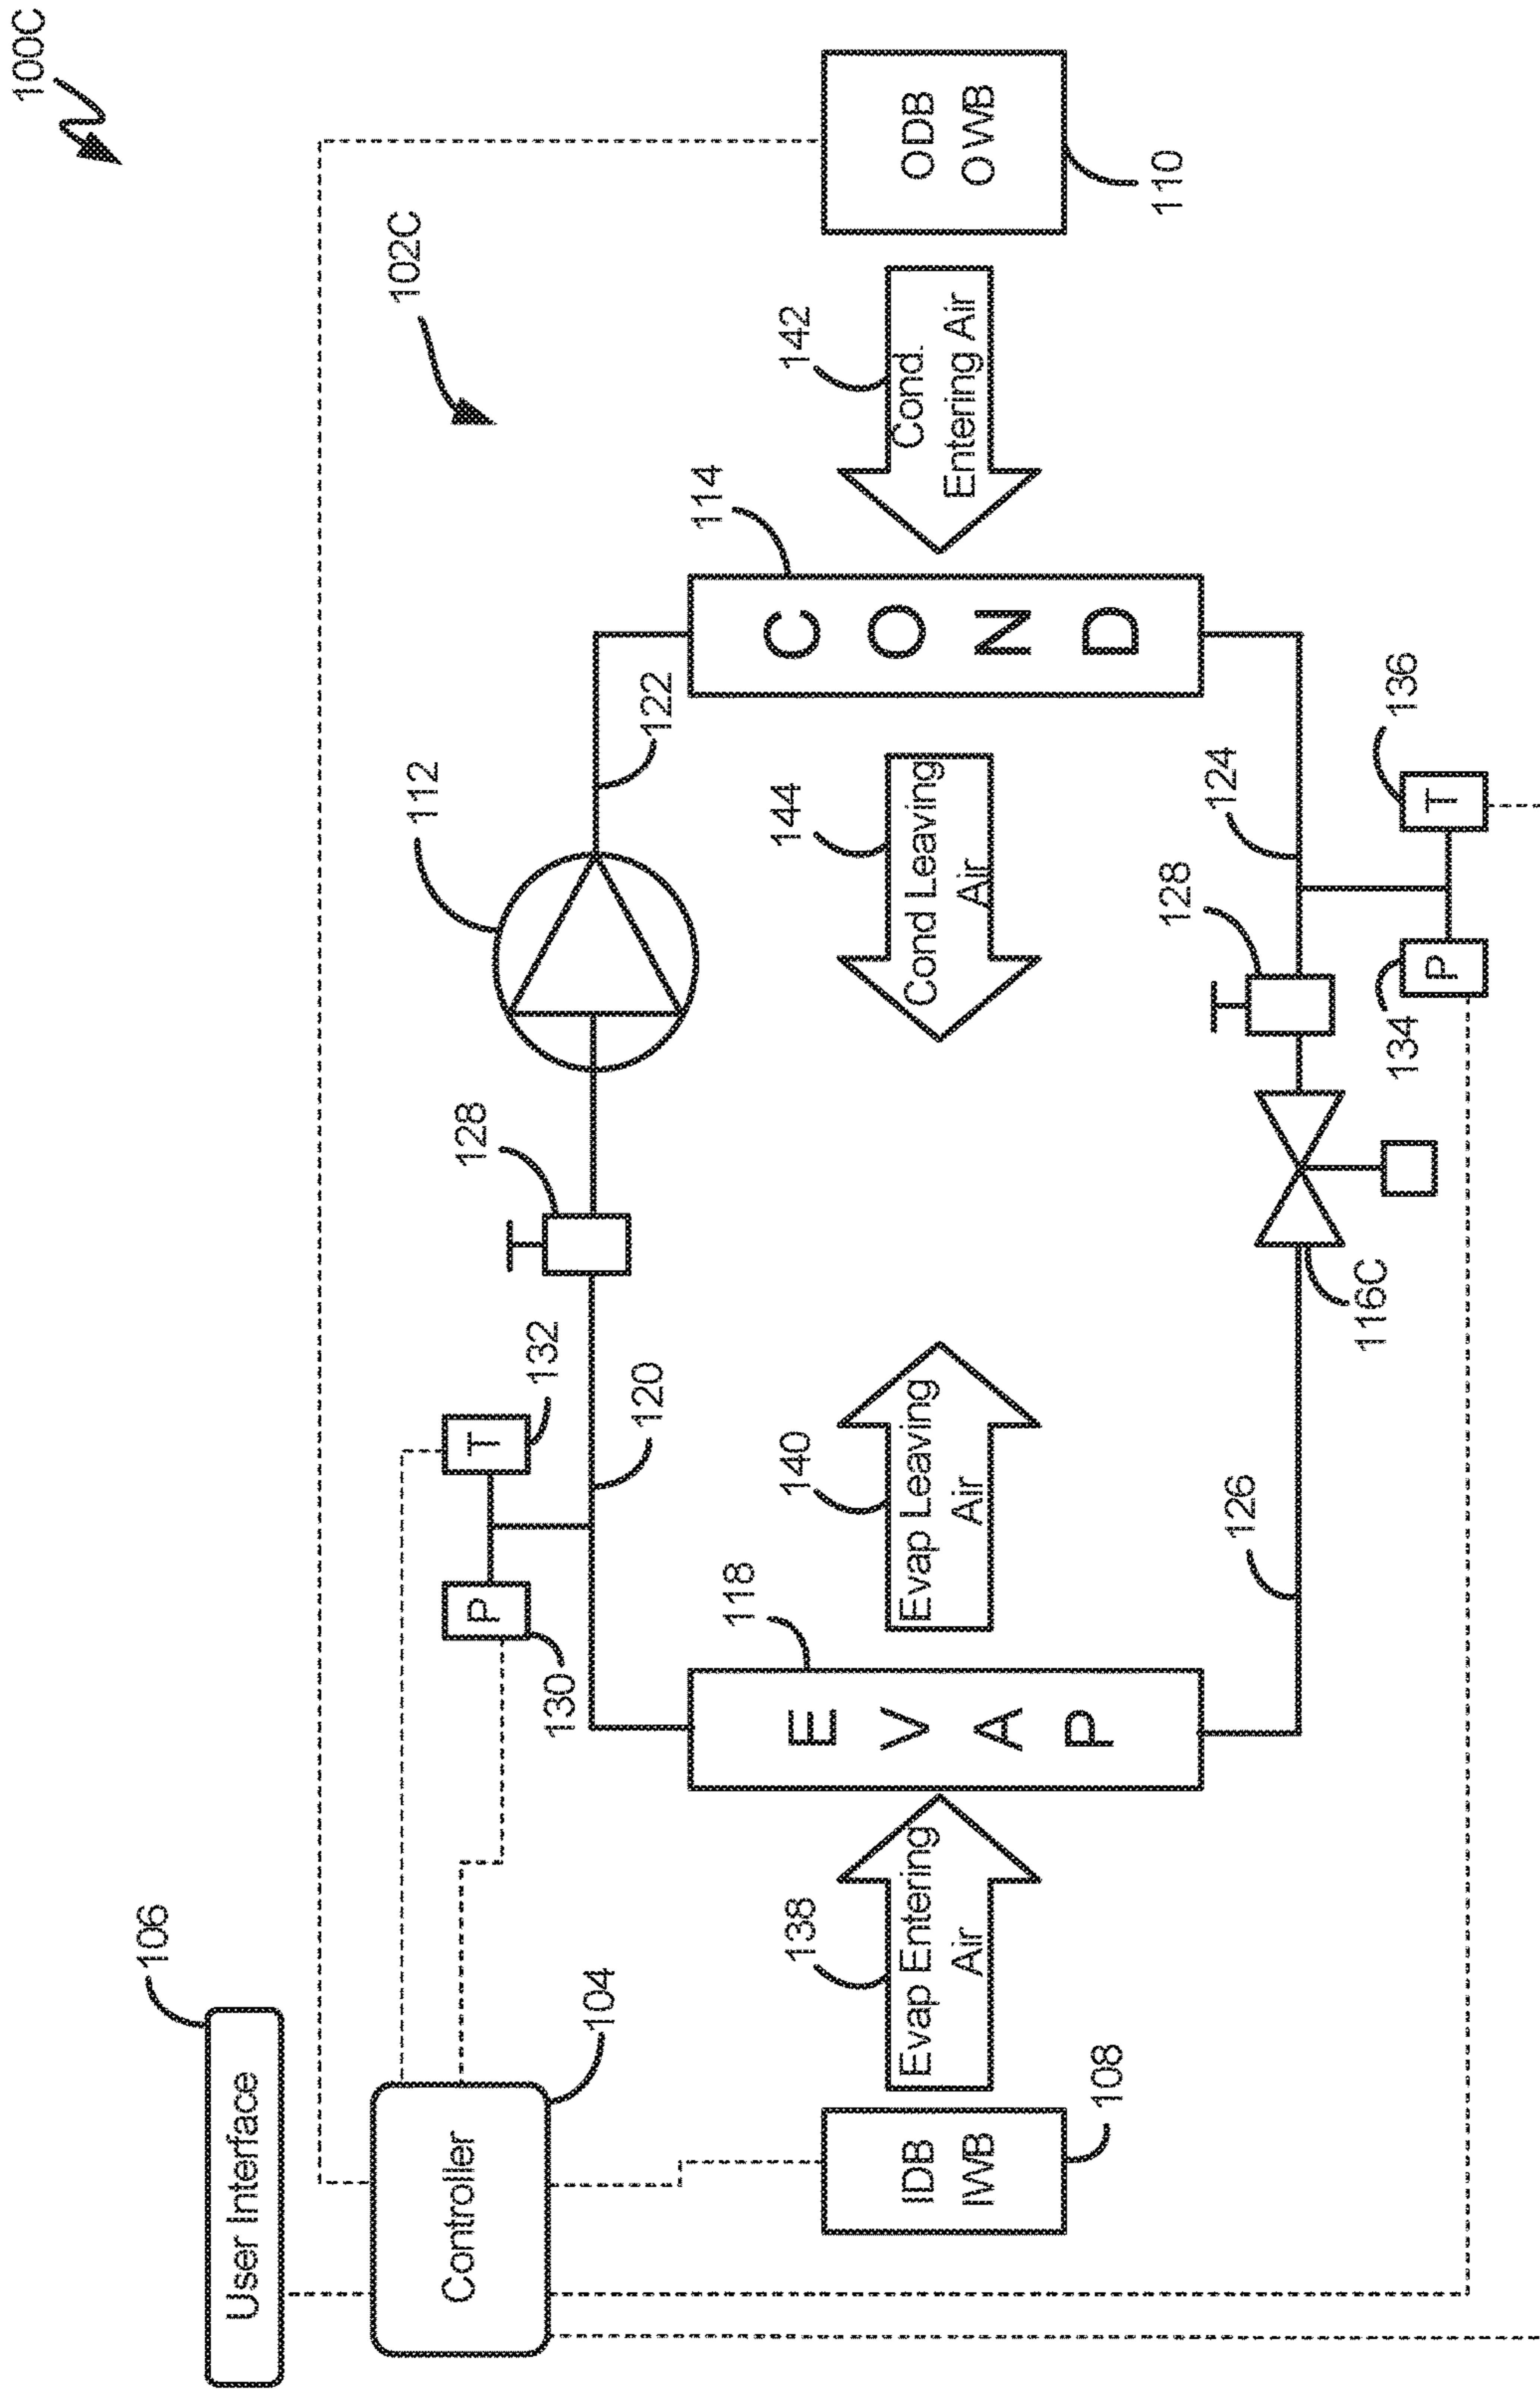 100C
102C
User Interface
106
Controller
104
IDB
IWB
108
ODB
OWB
110
P
130
T
132
120
128
112
122
114
C
O
N
D
E
V
A
P
118
Evap Entering
Air
138
Evap Leaving
Air
140
Cond Leaving
Air
144
Cond.
Entering Air
142
126
116C
128
124
P
134
T
136